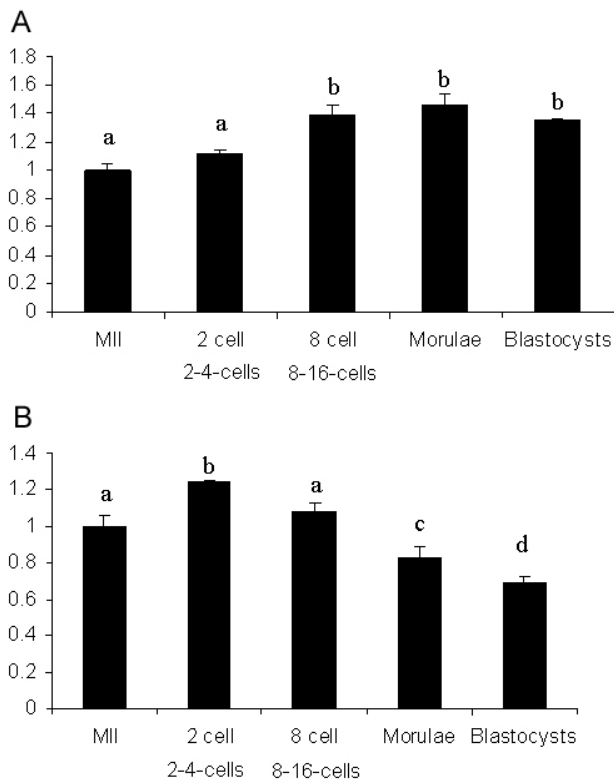 A
1.8
b
1.6
b
b
1.4
a
a
1.2
1
0.8
0.6
0.4
0.2
0
MII 2 cell 8 cell Morulae Blastocysts
2-4-cells 8-16-cells
B
1.4
b
1.2
a
a
1
c
d
0.8
0.6
0.4
0.2
0
MII 2 cell 8 cell Morulae Blastocysts
2-4-cells 8-16-cells